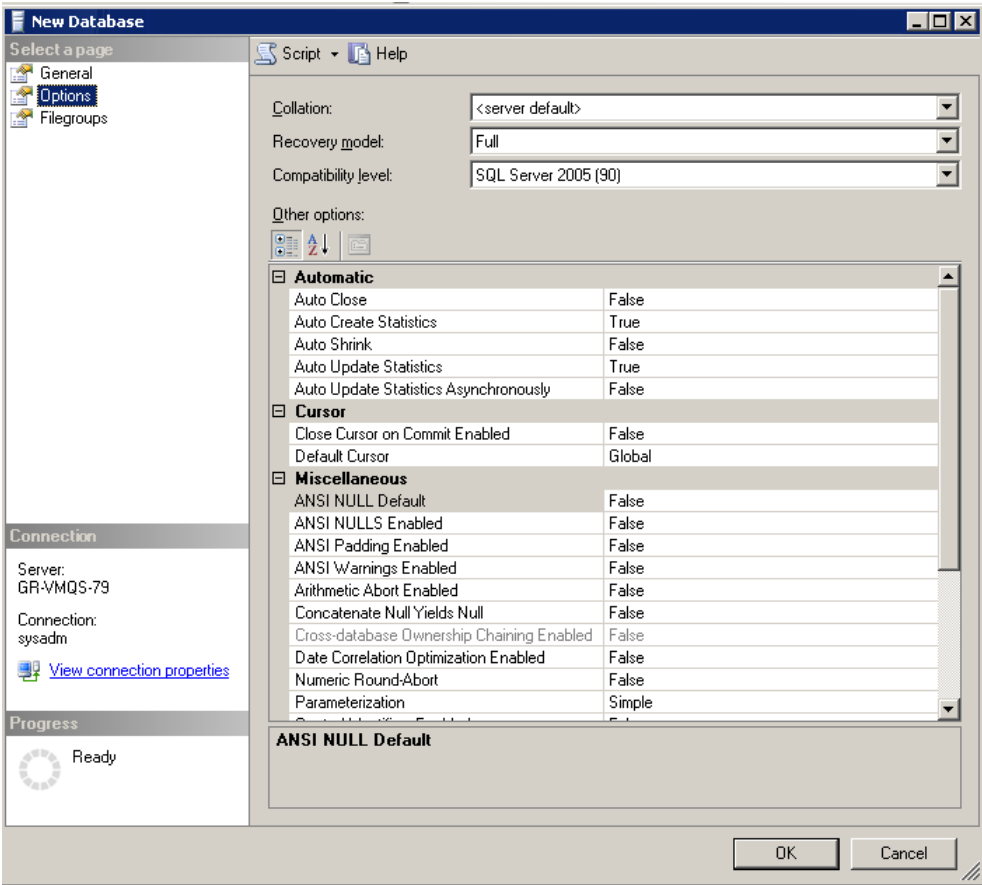 New Database
Select a page
General
Options
Filegroups
Script
Help
Collation: <server default>
Recovery model: Full
Compatibility level: SQL Server 2005 (90)
Other options:
Automatic
Auto Close False
Auto Create Statistics True
Auto Shrink False
Auto Update Statistics True
Auto Update Statistics Asynchronously False
Cursor
Close Cursor on Commit Enabled False
Default Cursor Global
Miscellaneous
ANSI NULL Default False
ANSI NULLS Enabled False
ANSI Padding Enabled False
ANSI Warnings Enabled False
Arithmetic Abort Enabled False
Concatenate Null Yields Null False
Cross-database Ownership Chaining Enabled False
Date Correlation Optimization Enabled False
Numeric Round-Abort False
Parameterization Simple
ANSI NULL Default
Connection
Server:
GR-VMQS-79
Connection:
sysadm
View connection properties
Progress
Ready
OK
Cancel